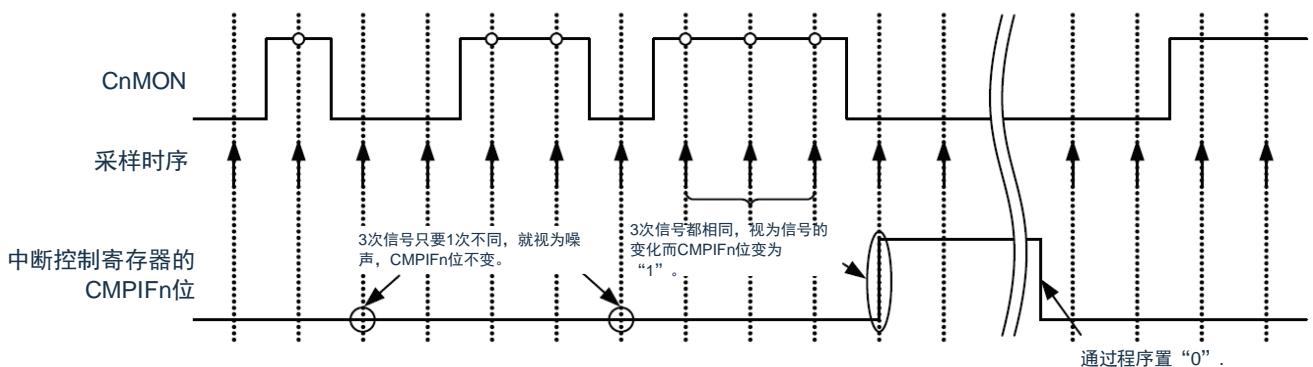 CnMON
采样时序
3次信号只要1次不同，就视为噪
声，CMPIFn位不变。
3次信号都相同，视为信号的
变化而CMPIFn位变为
“1”。
中断控制寄存器的
CMPIFn位
通过程序置“0”.